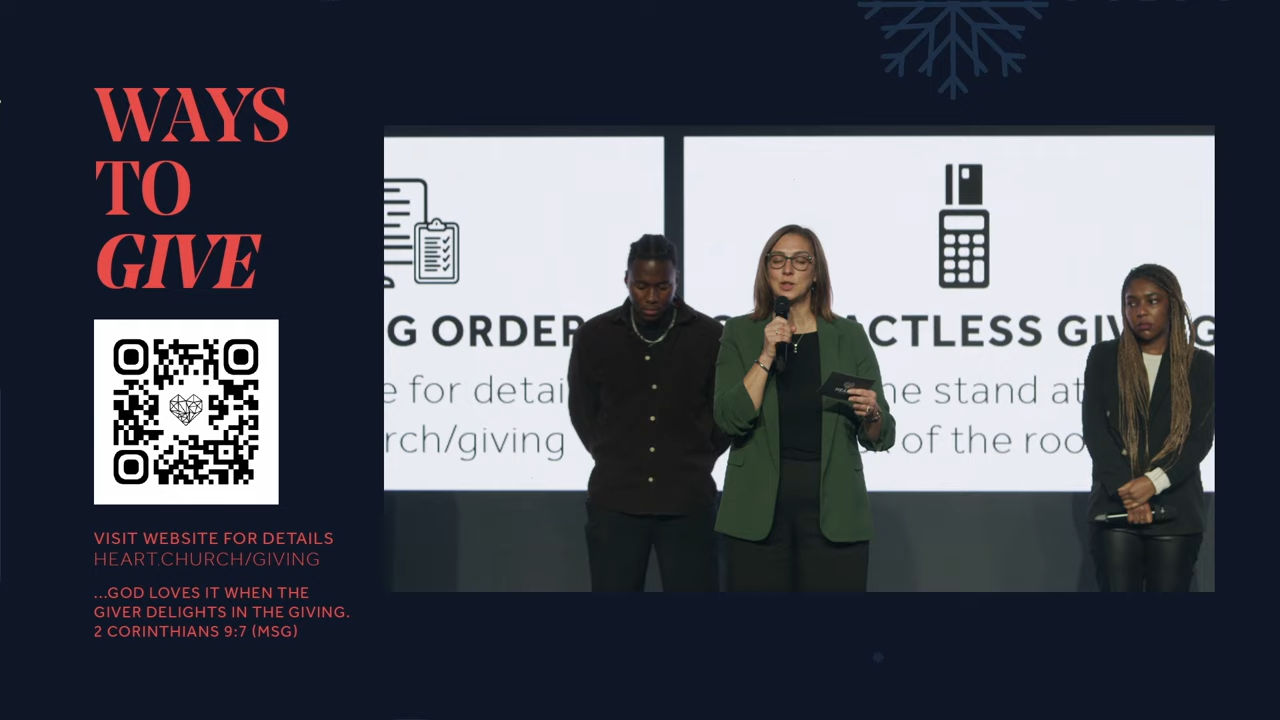 WAYS
TO
GIVE
VISIT WEBSITE FOR DETAILS
HEART.CHURCH/GIVING
...GOD LOVES IT WHEN THE
GIVER DELIGHTS IN THE GIVING.
2 CORINTHIANS 9:7 (MSG)
G ORDER
e for detai
rch/giving
ACTLESS GIV G
he stand at
of the roo